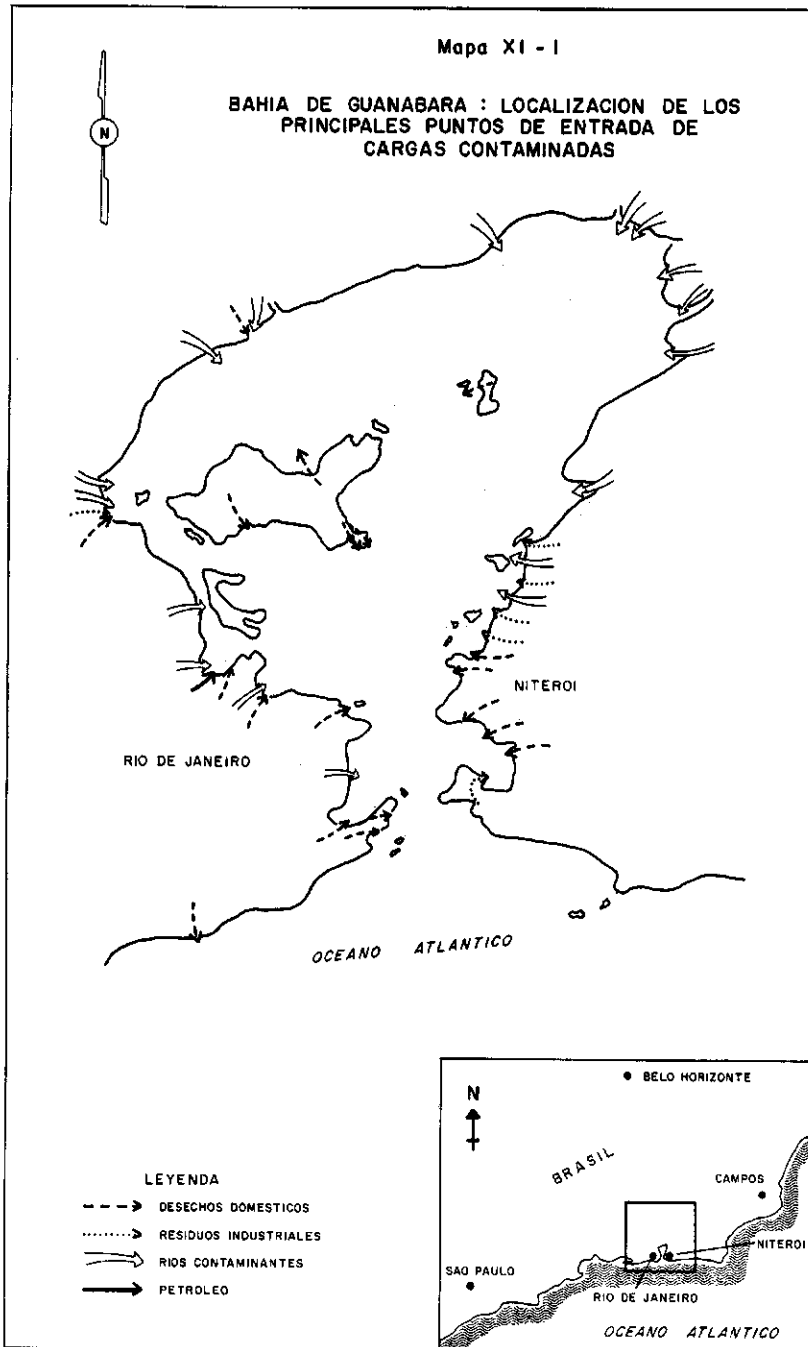 Mapa XI - I
BAHIA DE GUANABARA : LOCALIZACION DE LOS
PRINCIPALES PUNTOS DE ENTRADA DE
CARGAS CONTAMINADAS
N
NITEROI
RIO DE JANEIRO
OCEANO ATLANTICO
LEYENDA
DESECHOS DOMESTICOS
RESIDUOS INDUSTRIALES
RIOS CONTAMINANTES
PETROLEO
BELO HORIZONTE
N
BRASIL
CAMPOS
NITEROI
SAO PAULO
RIO DE JANEIRO
OCEANO ATLANTICO